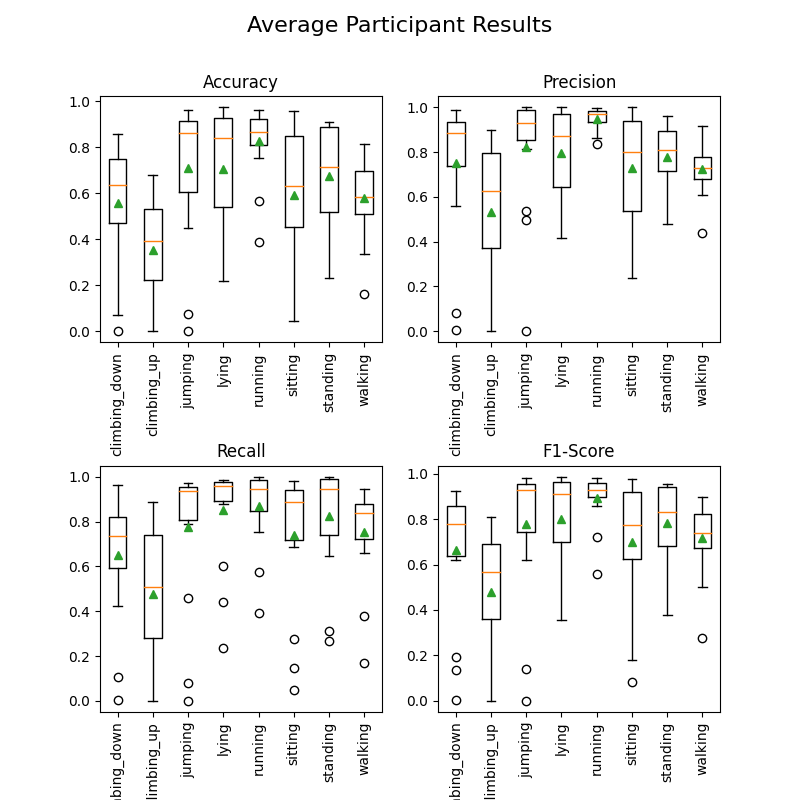 Average Participant Results
Accuracy
1.0
0.8
0.6
0.4
0.2
0.0
climbing_down
climbing_up
jumping
lying
running
sitting
standing
walking
Precision
1.0
0.8
0.6
0.4
0.2
0.0
climbing_down
climbing_up
jumping
lying
running
sitting
standing
walking
Recall
1.0
0.8
0.6
0.4
0.2
0.0
nbing_down
limbing_up
jumping
lying
running
sitting
standing
walking
F1-Score
1.0
0.8
0.6
0.4
0.2
0.0
nbing_down
limbing_up
jumping
lying
running
sitting
standing
walking